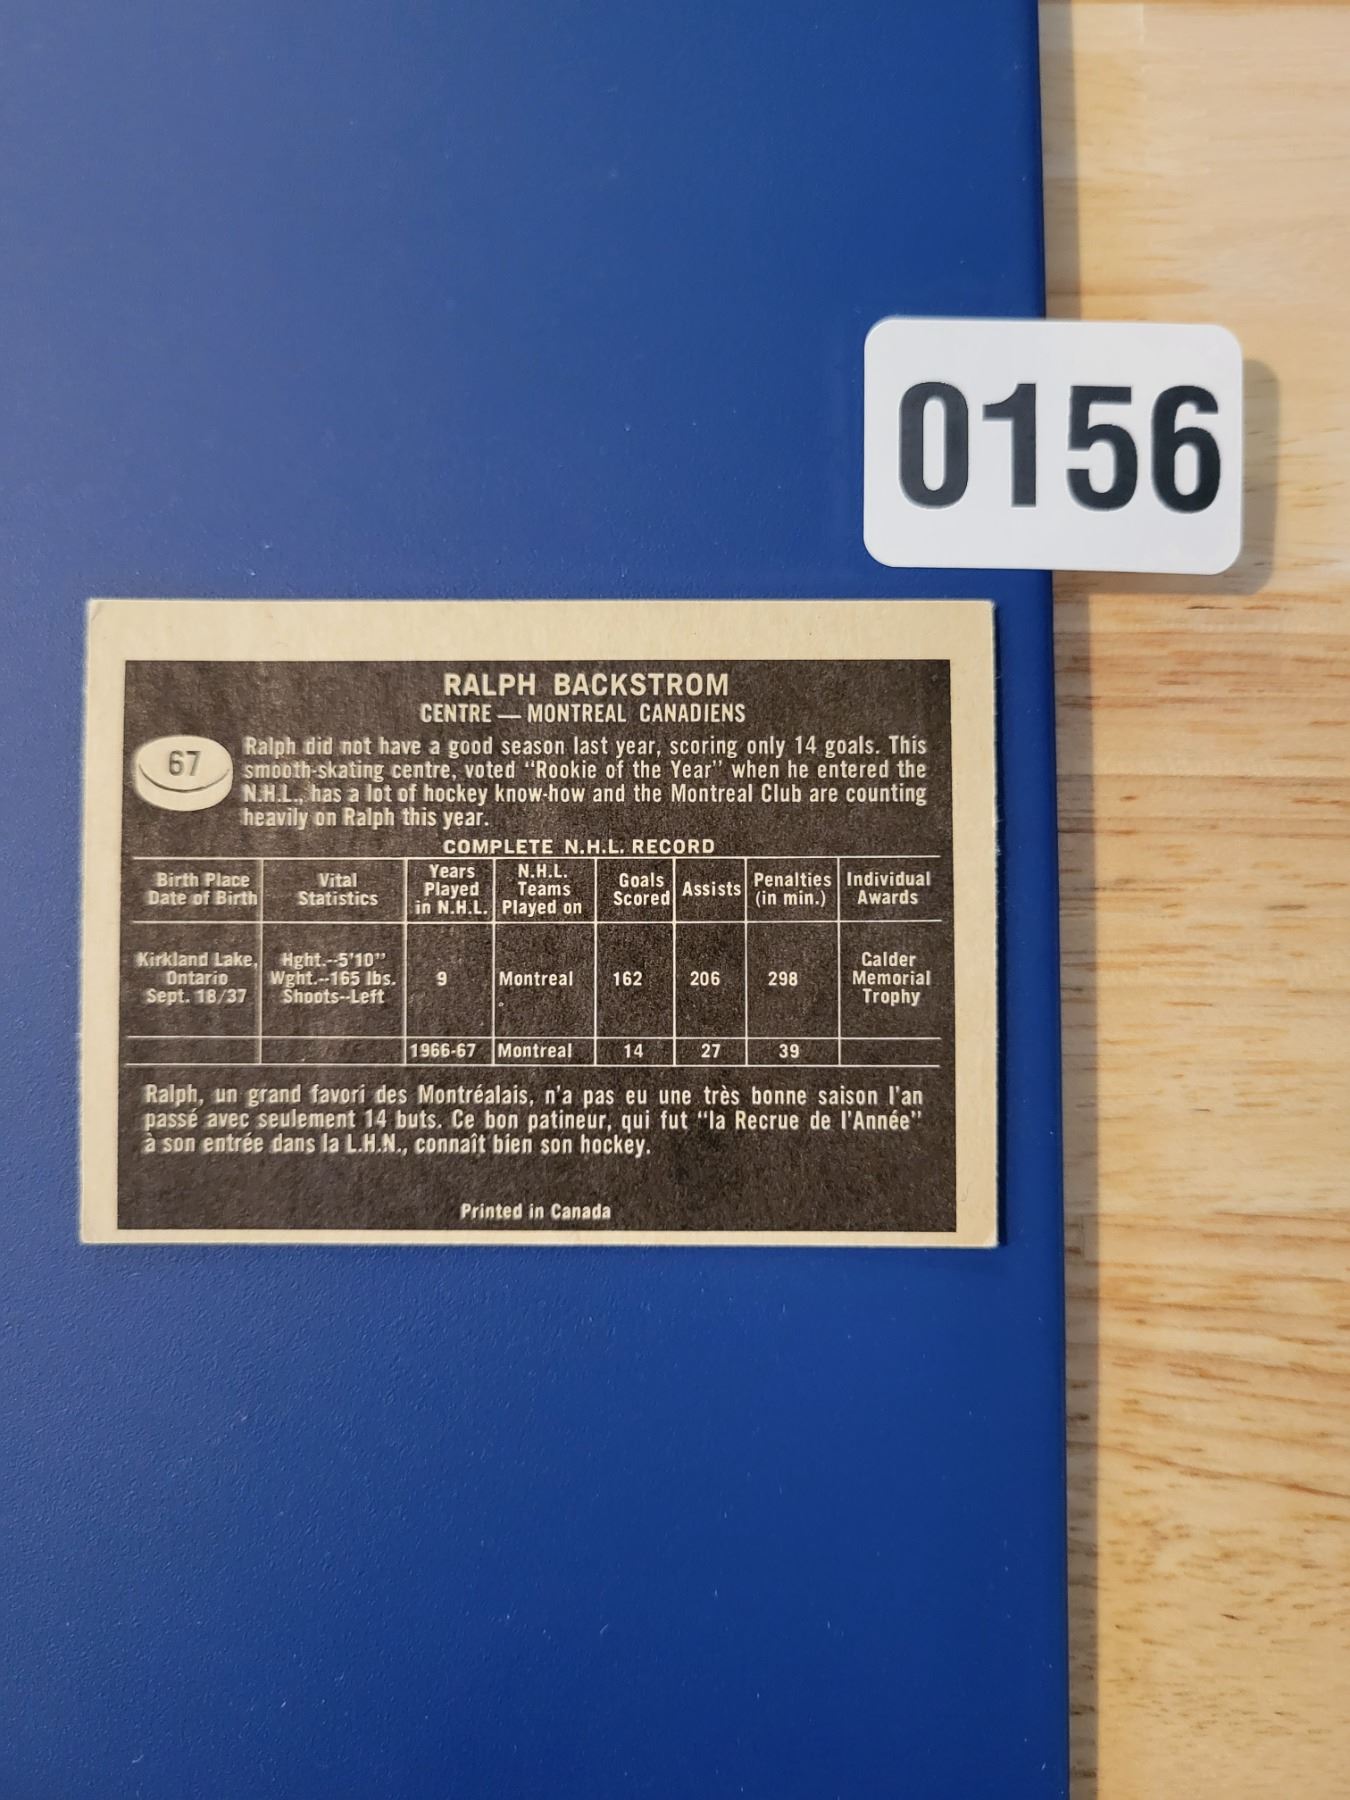 0156
RALPH BACKSTROM
CENTRE — MONTREAL CANADIENS
67
Ralph did not have a good season last year, scoring only 14 goals. This
smooth-skating centre, voted "Rookie of the Year" when he entered the
N.H.L., has a lot of hockey know-how and the Montreal Club are counting
heavily on Ralph this year.
COMPLETE N.H.L. RECORD
Birth Place
Date of Birth
Vital
Statistics
Years
Played
in N.H.L.
N.H.L.
Teams
Played on
Goals
Scored
Assists
Penalties
(in min.)
Individual
Awards
Kirkland Lake,
Ontario
Sept. 18/37
Hght.--5'10"
Wght.--165 lbs.
Shoots--Left
9
Montreal
162
206
298
Calder
Memorial
Trophy
1966-67
Montreal
14
27
39
Ralph, un grand favori des Montréalais, n'a pas eu une très bonne saison l'an
passé avec seulement 14 buts. Ce bon patineur, qui fut "la Recrue de l'Année"
à son entrée dans la L.H.N., connaît bien son hockey.
Printed in Canada